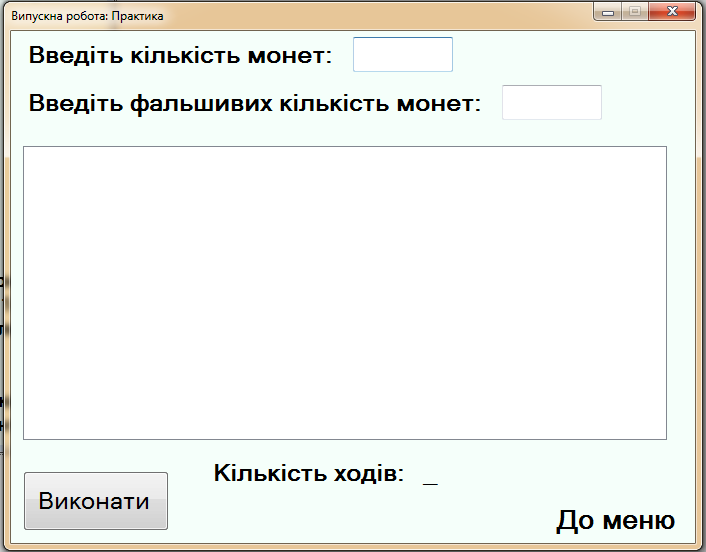 Випускна робота: Практика
Введіть кількість монет:
Введіть фальшивих кількість монет:
Кількість ходів: _
Виконати
До меню